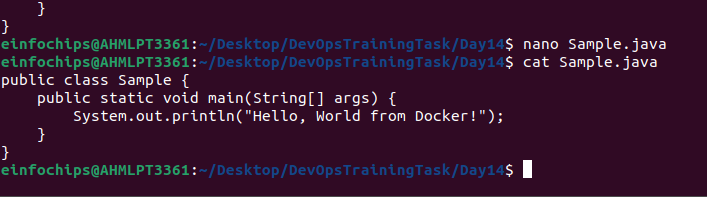 }
}
einfochips@AHMLPT3361:~/Desktop/DevOpsTrainingTask/Day14$ nano Sample.java
einfochips@AHMLPT3361:~/Desktop/DevOpsTrainingTask/Day14$ cat Sample.java
public class Sample {
    public static void main(String[] args) {
        System.out.println("Hello, World from Docker!");
    }
}
einfochips@AHMLPT3361:~/Desktop/DevOpsTrainingTask/Day14$